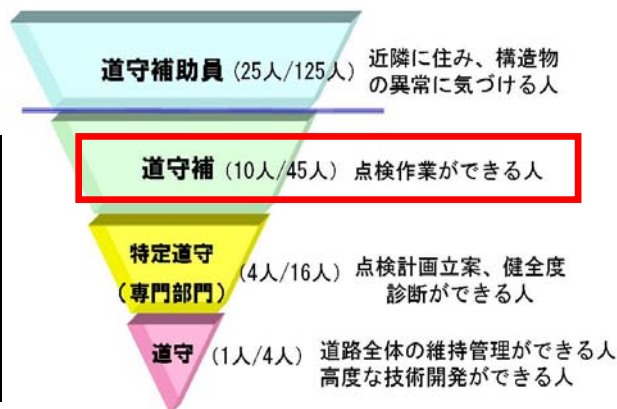 道守補助員 (25人/125人) 近隣に住み、構造物
の異常に気づける人
道守補 (10人/45人) 点検作業ができる人
特定道守
(専門部門)
(4人/16人) 点検計画立案、健全度
診断ができる人
道守 (1人/4人) 道路全体の維持管理ができる人
高度な技術開発ができる人